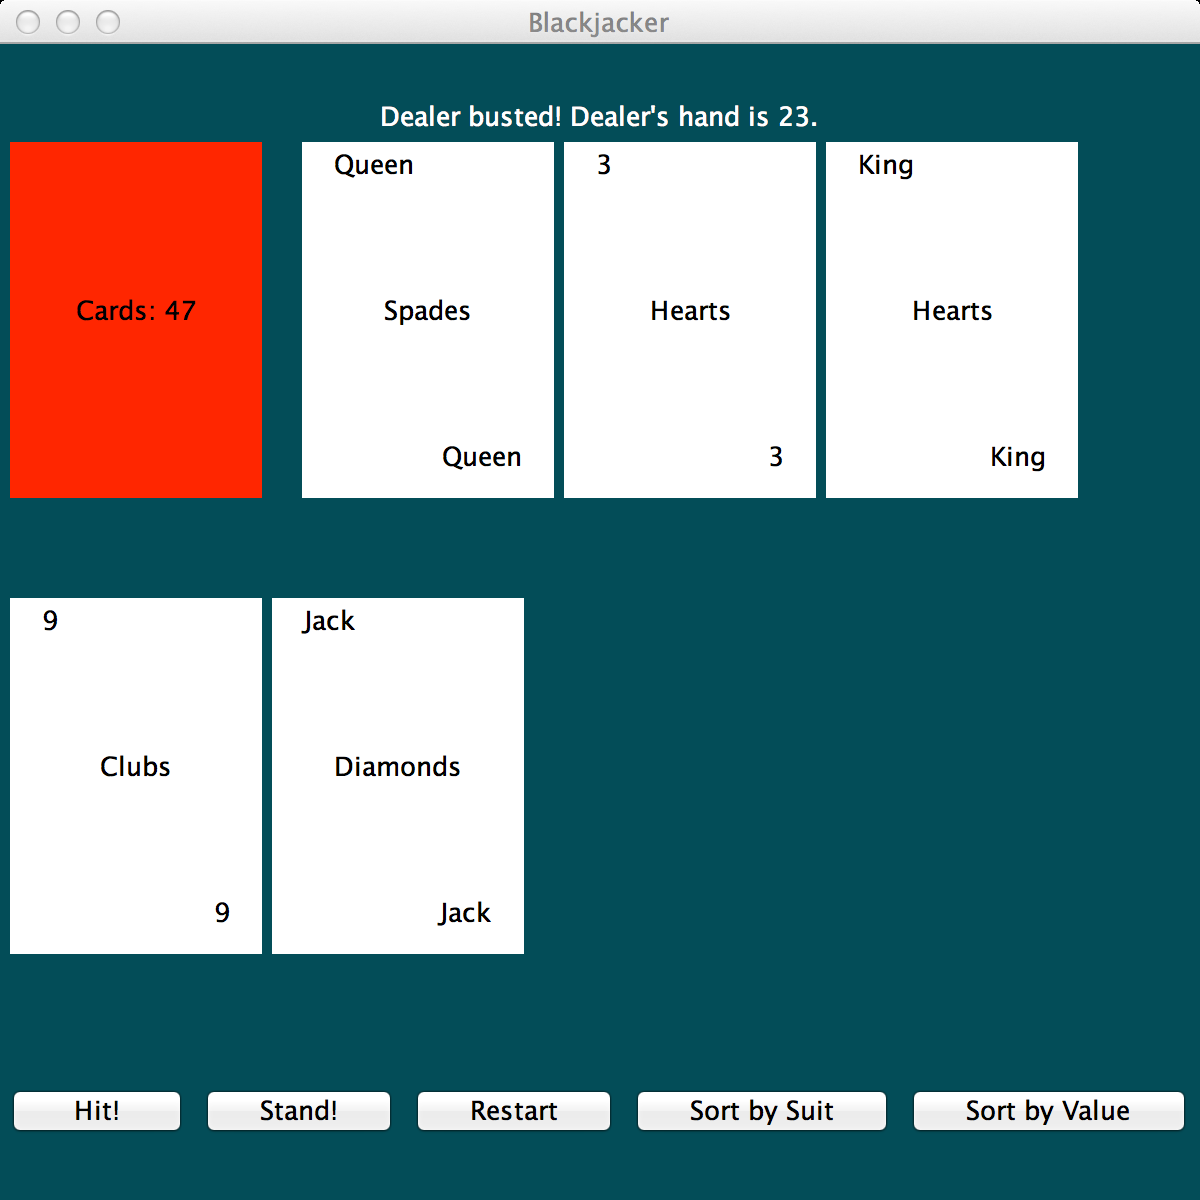 Blackjacker
Dealer busted! Dealer's hand is 23.
Queen 3 King
Cards: 47 Spades Hearts Hearts
Queen 3 King
9 Jack
Clubs Diamonds
9 Jack
Hit! Stand! Restart Sort by Suit Sort by Value